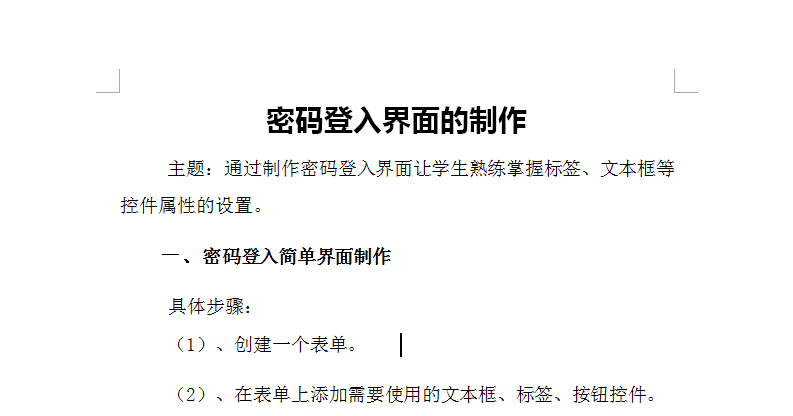 密码登入界面的制作
主题：通过制作密码登入界面让学生熟练掌握标签、文本框等
控件属性的设置。
一、密码登入简单界面制作
具体步骤：
（1）、创建一个表单。
（2）、在表单上添加需要使用的文本框、标签、按钮控件。